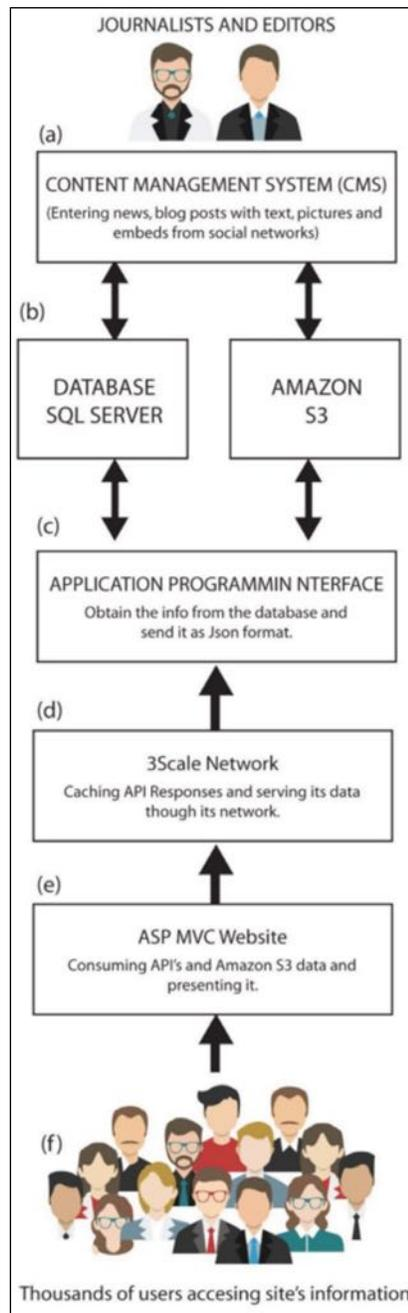 JOURNALISTS AND EDITORS
(a)
CONTENT MANAGEMENT SYSTEM (CMS)
(Entering news, blog posts with text, pictures and
embeds from social networks)
(b)
DATABASE
SQL SERVER
AMAZON
S3
(c)
APPLICATION PROGRAMMIN NTERFACE
Obtain the info from the database and
send it as Json format.
(d)
3Scale Network
Caching API Responses and serving its data
though its network.
(e)
ASP MVC Website
Consuming API's and Amazon S3 data and
presenting it.
(f)
Thousands of users accesing site's information